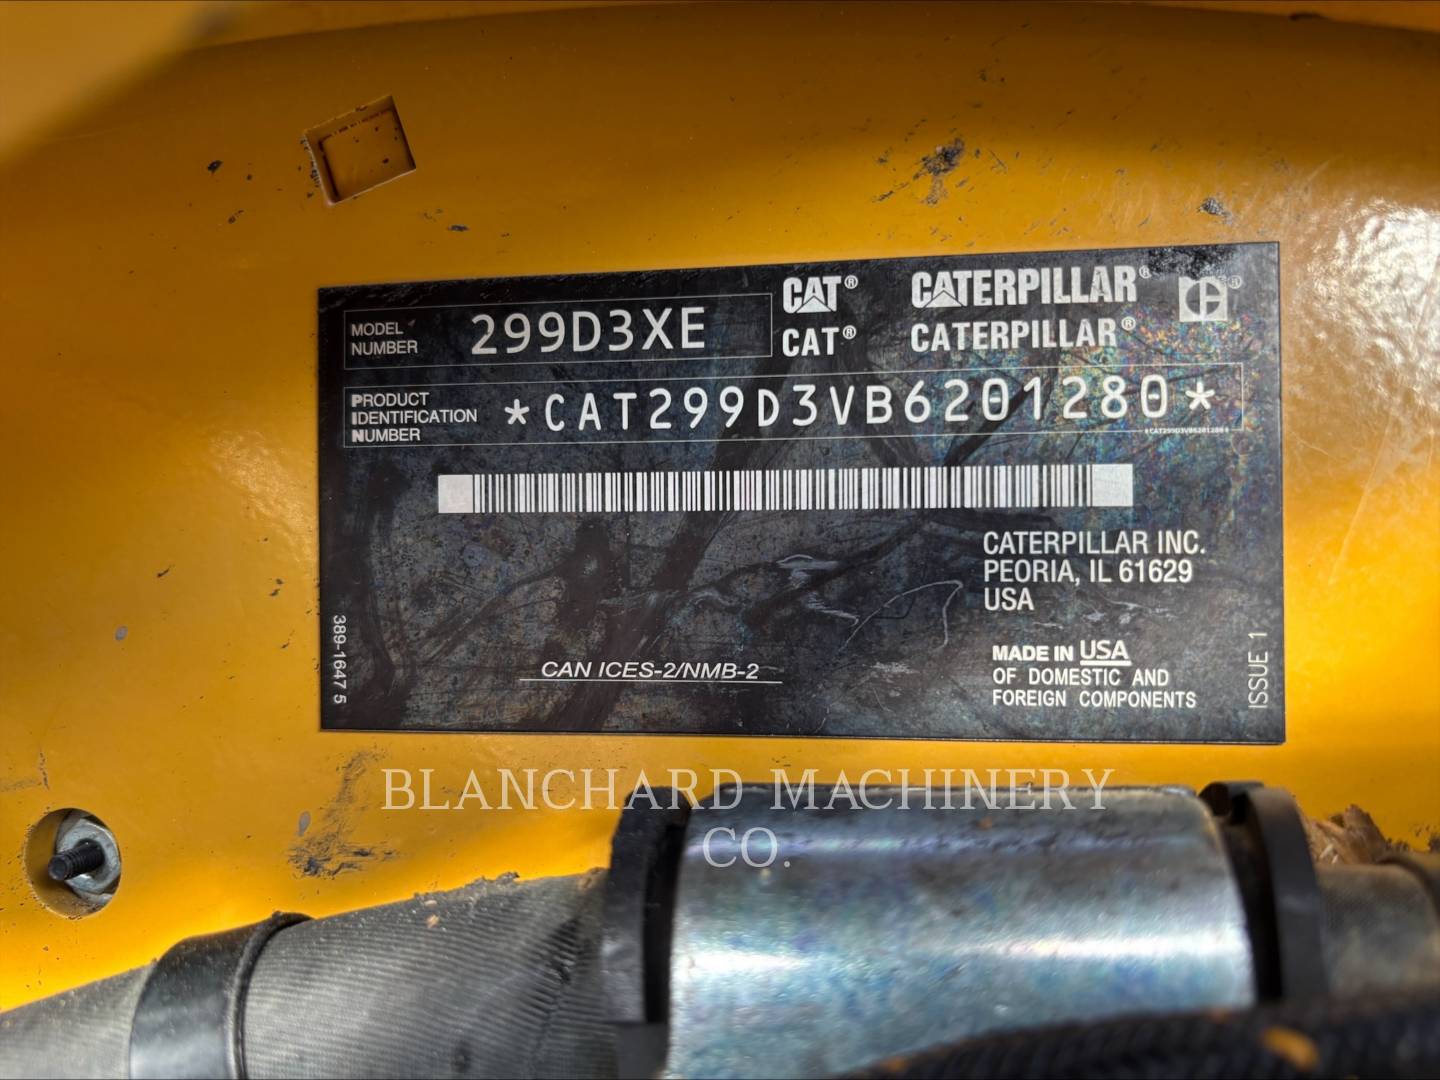 MODEL NUMBER 299D3XE CAT® CATERPILLAR® ®
CAT® CATERPILLAR®
PRODUCT IDENTIFICATION NUMBER *CAT299D3VB6201280*
*CAT299D3VB6201280*
CATERPILLAR INC.
PEORIA, IL 61629
USA
MADE IN USA
OF DOMESTIC AND
FOREIGN COMPONENTS
CAN ICES-2/NMB-2
389-1647 5
ISSUE 1
BLANCHARD MACHINERY
CO.